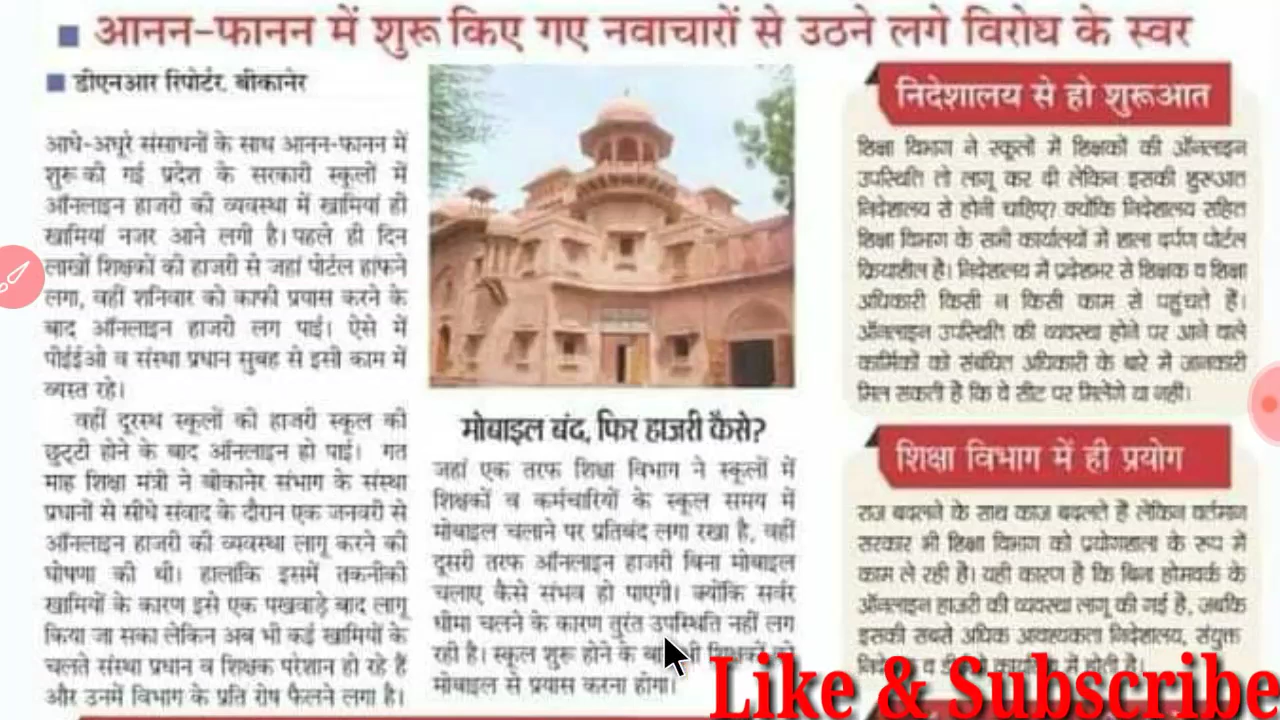 आनन-फानन में शुरू किए गए नवाचारों से उठने लगे विरोध के स्वर
डीएनआर रिपोर्टर. बीकानेर
आधे-अधूरे संसाधनों के साथ आनन-फानन में
शुरू की गई प्रदेश के सरकारी स्कूलों में
ऑनलाइन हाजरी की व्यवस्था में खामियां ही
खामियां नजर आने लगी है। पहले ही दिन
लाखों शिक्षकों की हाजरी से जहां पोर्टल हांफने
लगा, वहीं शनिवार को काफी प्रयास करने के
बाद ऑनलाइन हाजरी लग पाई। ऐसे में
पीईईओ व संस्था प्रधान सुबह से इसी काम में
व्यस्त रहे।
वहीं दूरस्थ स्कूलों की हाजरी स्कूल की
छुट्टी होने के बाद ऑनलाइन हो पाई। गत
माह शिक्षा मंत्री ने बीकानेर संभाग के संस्था
प्रधानों से सीधे संवाद के दौरान एक जनवरी से
ऑनलाइन हाजरी की व्यवस्था लागू करने की
घोषणा की थी। हालांकि इसमें तकनीकी
खामियों के कारण इसे एक पखवाड़े बाद लागू
किया जा सका लेकिन अब भी कई खामियों के
चलते संस्था प्रधान व शिक्षक परेशान हो रहे हैं
और उनमें विभाग के प्रति रोष फैलने लगा है।
मोबाइल बंद, फिर हाजरी कैसे?
जहां एक तरफ शिक्षा विभाग ने स्कूलों में
शिक्षकों व कर्मचारियों के स्कूल समय में
मोबाइल चलाने पर प्रतिबंद लगा रखा है, वहीं
दूसरी तरफ ऑनलाइन हाजरी बिना मोबाइल
चलाए कैसे संभव हो पाएगी। क्योंकि सर्वर
धीमा चलने के कारण तुरंत उपस्थिति नहीं लग
रही है। स्कूल शुरू होने के भी शिक्षकों को
मोबाइल से प्रयास करना होगा।
निदेशालय से हो शुरूआत
शिक्षा विभाग ने स्कूलों में शिक्षकों की ऑनलाइन
उपस्थिति तो लागू कर दी लेकिन इसकी शुरूआत
निदेशालय से होनी चहिए? क्योंकि निदेशालय सहित
शिक्षा विभाग के सभी कार्यालयों में शाला दर्पण पोर्टल
क्रियाशील है। निदेशालय में प्रदेशभर से शिक्षक व शिक्षा
अधिकारी किसी न किसी काम से पहुंचते हैं।
ऑनलाइन उपस्थिति की व्यवस्था होने पर आने वाले
कार्मिकों को संबंधित अधिकारी के बारे में जानकारी
मिल सकती है कि वे सीट पर मिलेंगे या नहीं।
शिक्षा विभाग में ही प्रयोग
राज बदलने के साथ काज बदलते हैं लेकिन वर्तमान
सरकार भी शिक्षा विभाग को प्रयोगशाला के रूप में
काम ले रही है। यही कारण है कि बिना होमवर्क के
ऑनलाइन हाजरी की व्यवस्था लागू की गई है, जबकि
इसकी सबसे अधिक आवश्यकता निदेशालय, संयुक्त
में होती है।
Like & Subscribe